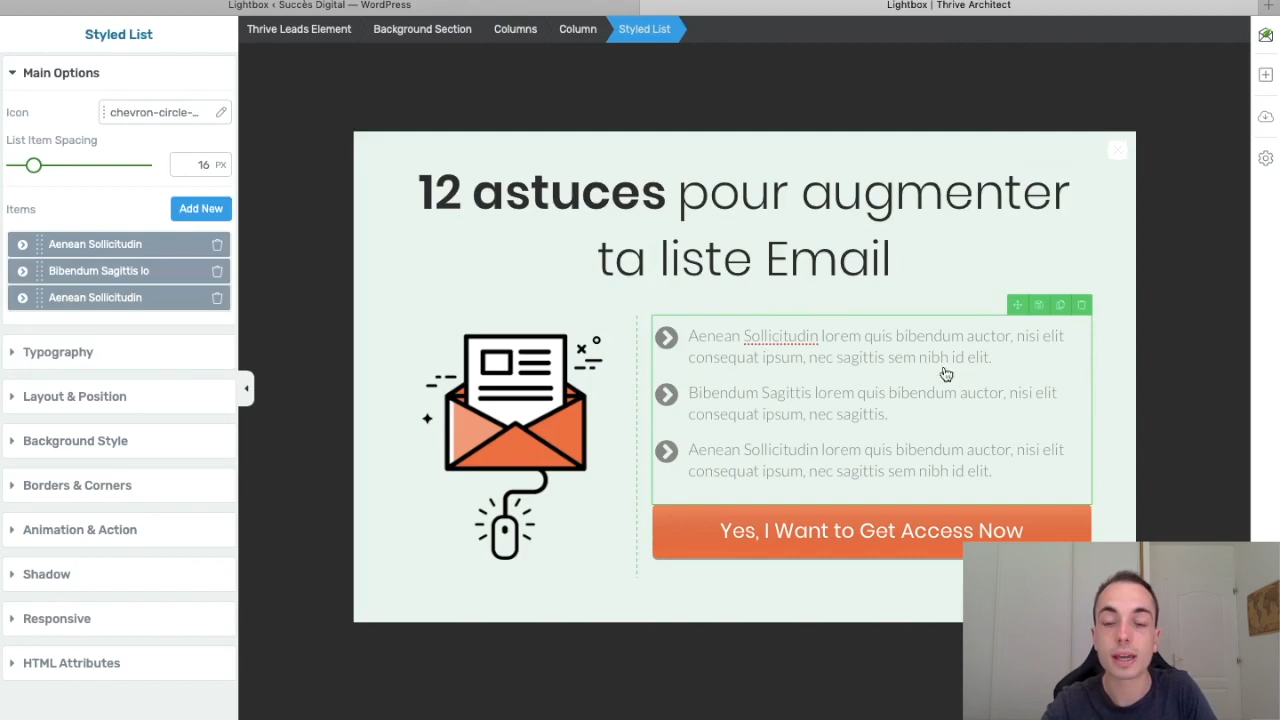 Lightbox ‹ Succès Digital — WordPress
Lightbox | Thrive Architect
Styled List
Thrive Leads Element
Background Section
Columns
Column
Styled List
Main Options
Icon
chevron-circle-...
List Item Spacing
16 PX
Items
Add New
Aenean Sollicitudin
Bibendum Sagittis lo
Aenean Sollicitudin
Typography
Layout & Position
Background Style
Borders & Corners
Animation & Action
Shadow
Responsive
HTML Attributes
12 astuces pour augmenter
ta liste Email
Aenean Sollicitudin lorem quis bibendum auctor, nisi elit
consequat ipsum, nec sagittis sem nibh id elit.
Bibendum Sagittis lorem quis bibendum auctor, nisi elit
consequat ipsum, nec sagittis.
Aenean Sollicitudin lorem quis bibendum auctor, nisi elit
consequat ipsum, nec sagittis sem nibh id elit.
Yes, I Want to Get Access Now